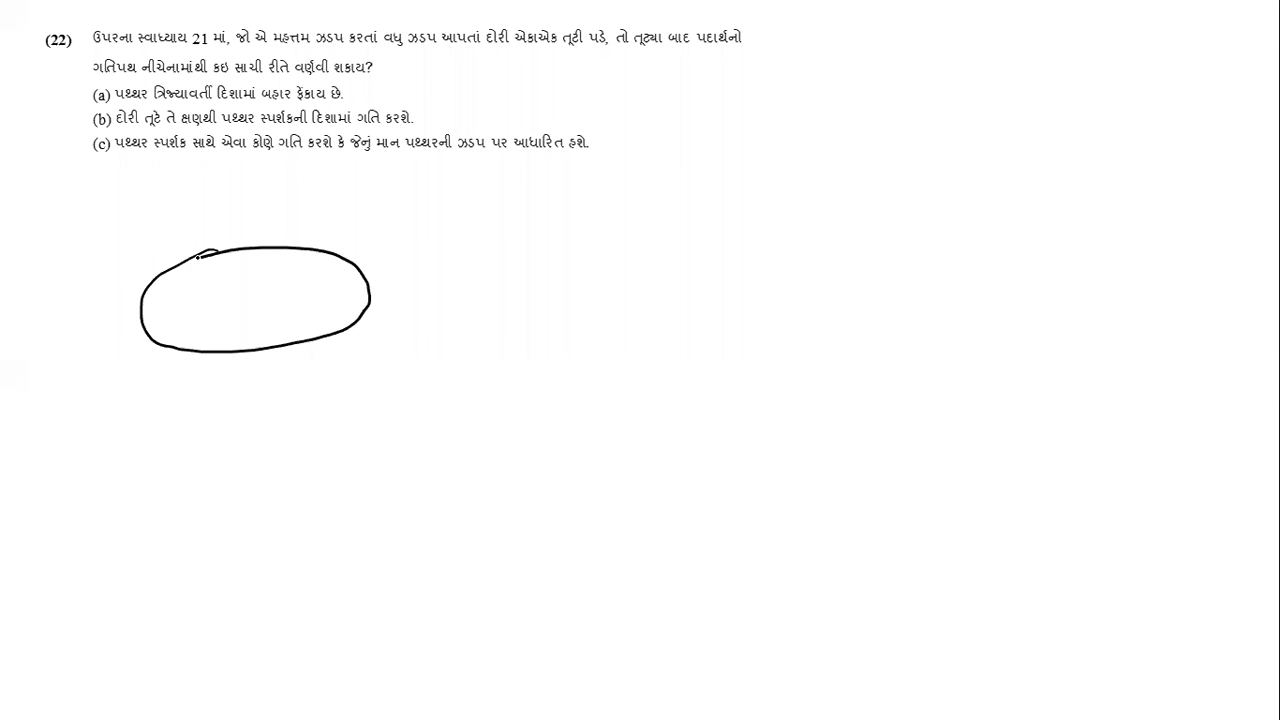 (22) ઉપરના સ્વાધ્યાય 21 માં, જો એ મહત્તમ ઝડપ કરતાં વધુ ઝડપ આપતાં દોરી એકાએક તૂટી પડે, તો તૂટ્યા બાદ પદાર્થનો
ગતિપથ નીચેનામાંથી કઇ સાચી રીતે વર્ણવી શકાય?
(a) પથ્થર ત્રિજ્યાવર્તી દિશામાં બહાર ફેંકાય છે.
(b) દોરી તૂટે તે ક્ષણથી પથ્થર સ્પર્શકની દિશામાં ગતિ કરશે.
(c) પથ્થર સ્પર્શક સાથે એવા કોણે ગતિ કરશે કે જેનું માન પથ્થરની ઝડપ પર આધારિત હશે.